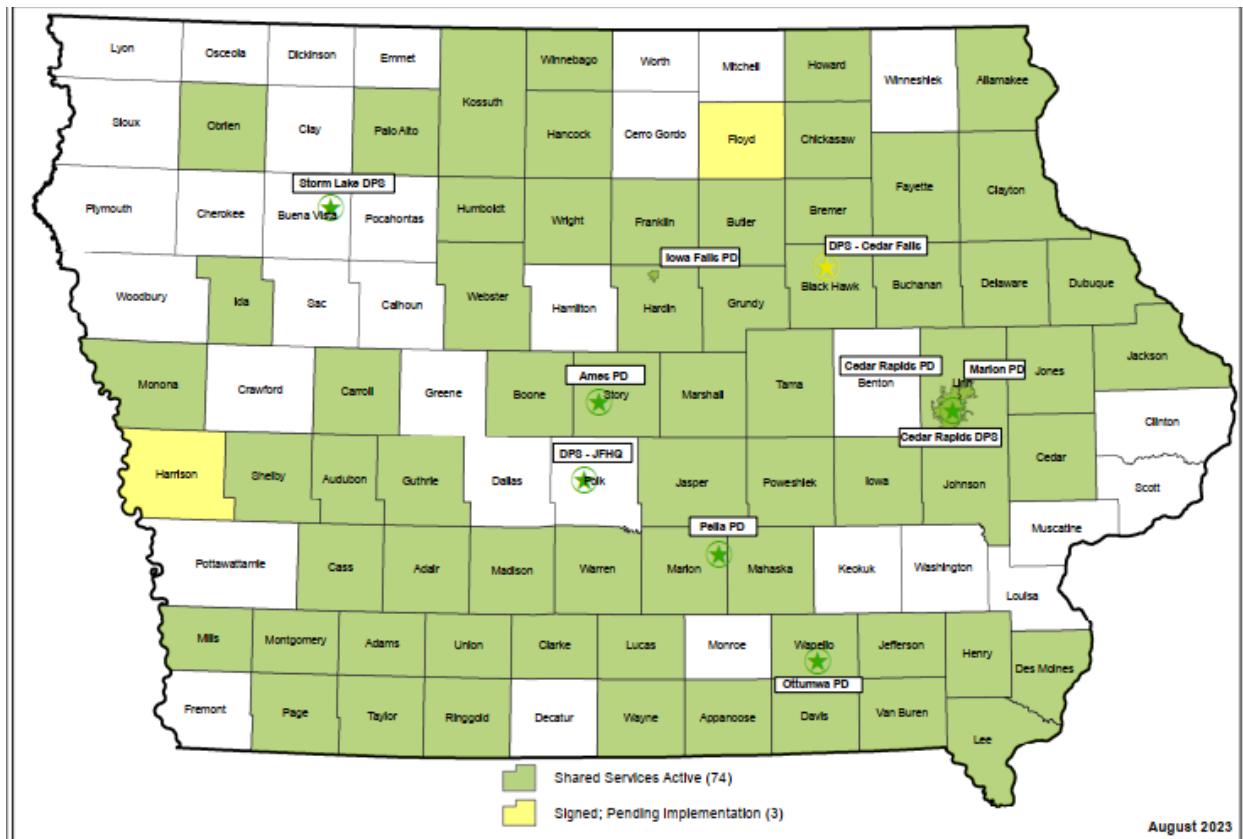 Lyon
Osceola
Dickinson
Emmet
Winnebago
Worth
Mitchell
Howard
Winneshiek
Allamakee
Kossuth
Sioux
Obrien
Clay
Palo Alto
Hancock
Cerro Gordo
Floyd
Chickasaw
Fayette
Clayton
Storm Lake DPS
Plymouth
Cherokee
Buena Vista
Pocahontas
Humboldt
Wright
Franklin
Butler
Bremer
DPS - Cedar Falls
Iowa Falls PD
Woodbury
Ida
Sac
Calhoun
Webster
Hamilton
Hardin
Grundy
Black Hawk
Buchanan
Delaware
Dubuque
Monona
Crawford
Carroll
Greene
Boone
Ames PD
Story
Marshall
Tama
Cedar Rapids PD
Benton
Linn
Marion PD
Jones
Jackson
Clinton
Cedar Rapids DPS
Harrison
Shelby
Audubon
Guthrie
Dallas
DPS - JFHQ
Polk
Jasper
Poweshiek
Iowa
Johnson
Cedar
Scott
Muscatine
Pella PD
Pottawattamie
Cass
Adair
Madison
Warren
Marion
Mahaska
Keokuk
Washington
Louisa
Mills
Montgomery
Adams
Union
Clarke
Lucas
Monroe
Wapello
Jefferson
Henry
Des Moines
Ottumwa PD
Fremont
Page
Taylor
Ringgold
Decatur
Wayne
Appanoose
Davis
Van Buren
Lee
Shared Services Active (74)
Signed; Pending Implementation (3)
August 2023